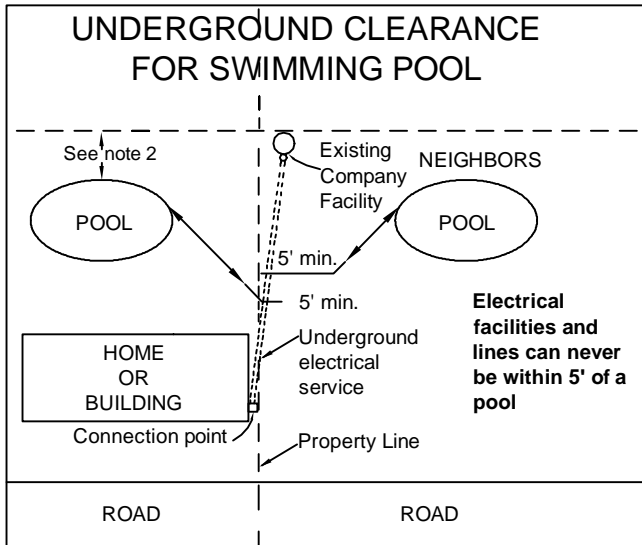 UNDERGROUND CLEARANCE
FOR SWIMMING POOL
See note 2
Existing
Company
Facility
NEIGHBORS
POOL
POOL
5' min.
5' min.
Electrical
facilities and
lines can never
be within 5' of a
pool
Underground
electrical
service
HOME
OR
BUILDING
Connection point
Property Line
ROAD
ROAD